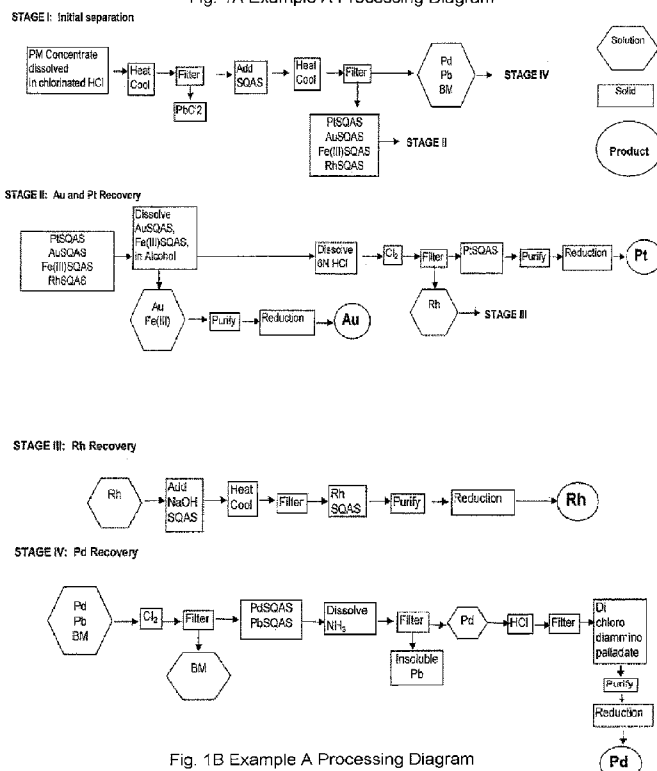 Fig. 1A Example A Processing Diagram
STAGE I: Initial separation
PM Concentrate
dissolved
in chlorinated HCl
Heat
Cool
Filter
PbCl2
Add
SQAS
Heat
Cool
Filter
Pd
Pb
BM
STAGE IV
PtSQAS
AuSQAS
Fe(III)SQAS
RhSQAS
STAGE II
Solution
Solid
Product
STAGE II: Au and Pt Recovery
PtSQAS
AuSQAS
Fe(III)SQAS
RhSQAS
Dissolve
AuSQAS,
Fe(III)SQAS,
in Alcohol
Dissolve
6N HCl
Cl₂
Filter
PtSQAS
Purify
Reduction
Pt
Au
Fe(III)
Purify
Reduction
Au
Rh
STAGE III
STAGE III: Rh Recovery
Rh
Add
NaOH
SQAS
Heat
Cool
Filter
Rh
SQAS
Purify
Reduction
Rh
STAGE IV: Pd Recovery
Pd
Pb
BM
Cl₂
Filter
BM
PdSQAS
PbSQAS
Dissolve
NH₃
Filter
Insoluble
Pb
Pd
HCl
Filter
Di
chloro
diammino
palladate
Purify
Reduction
Pd
Fig. 1B Example A Processing Diagram